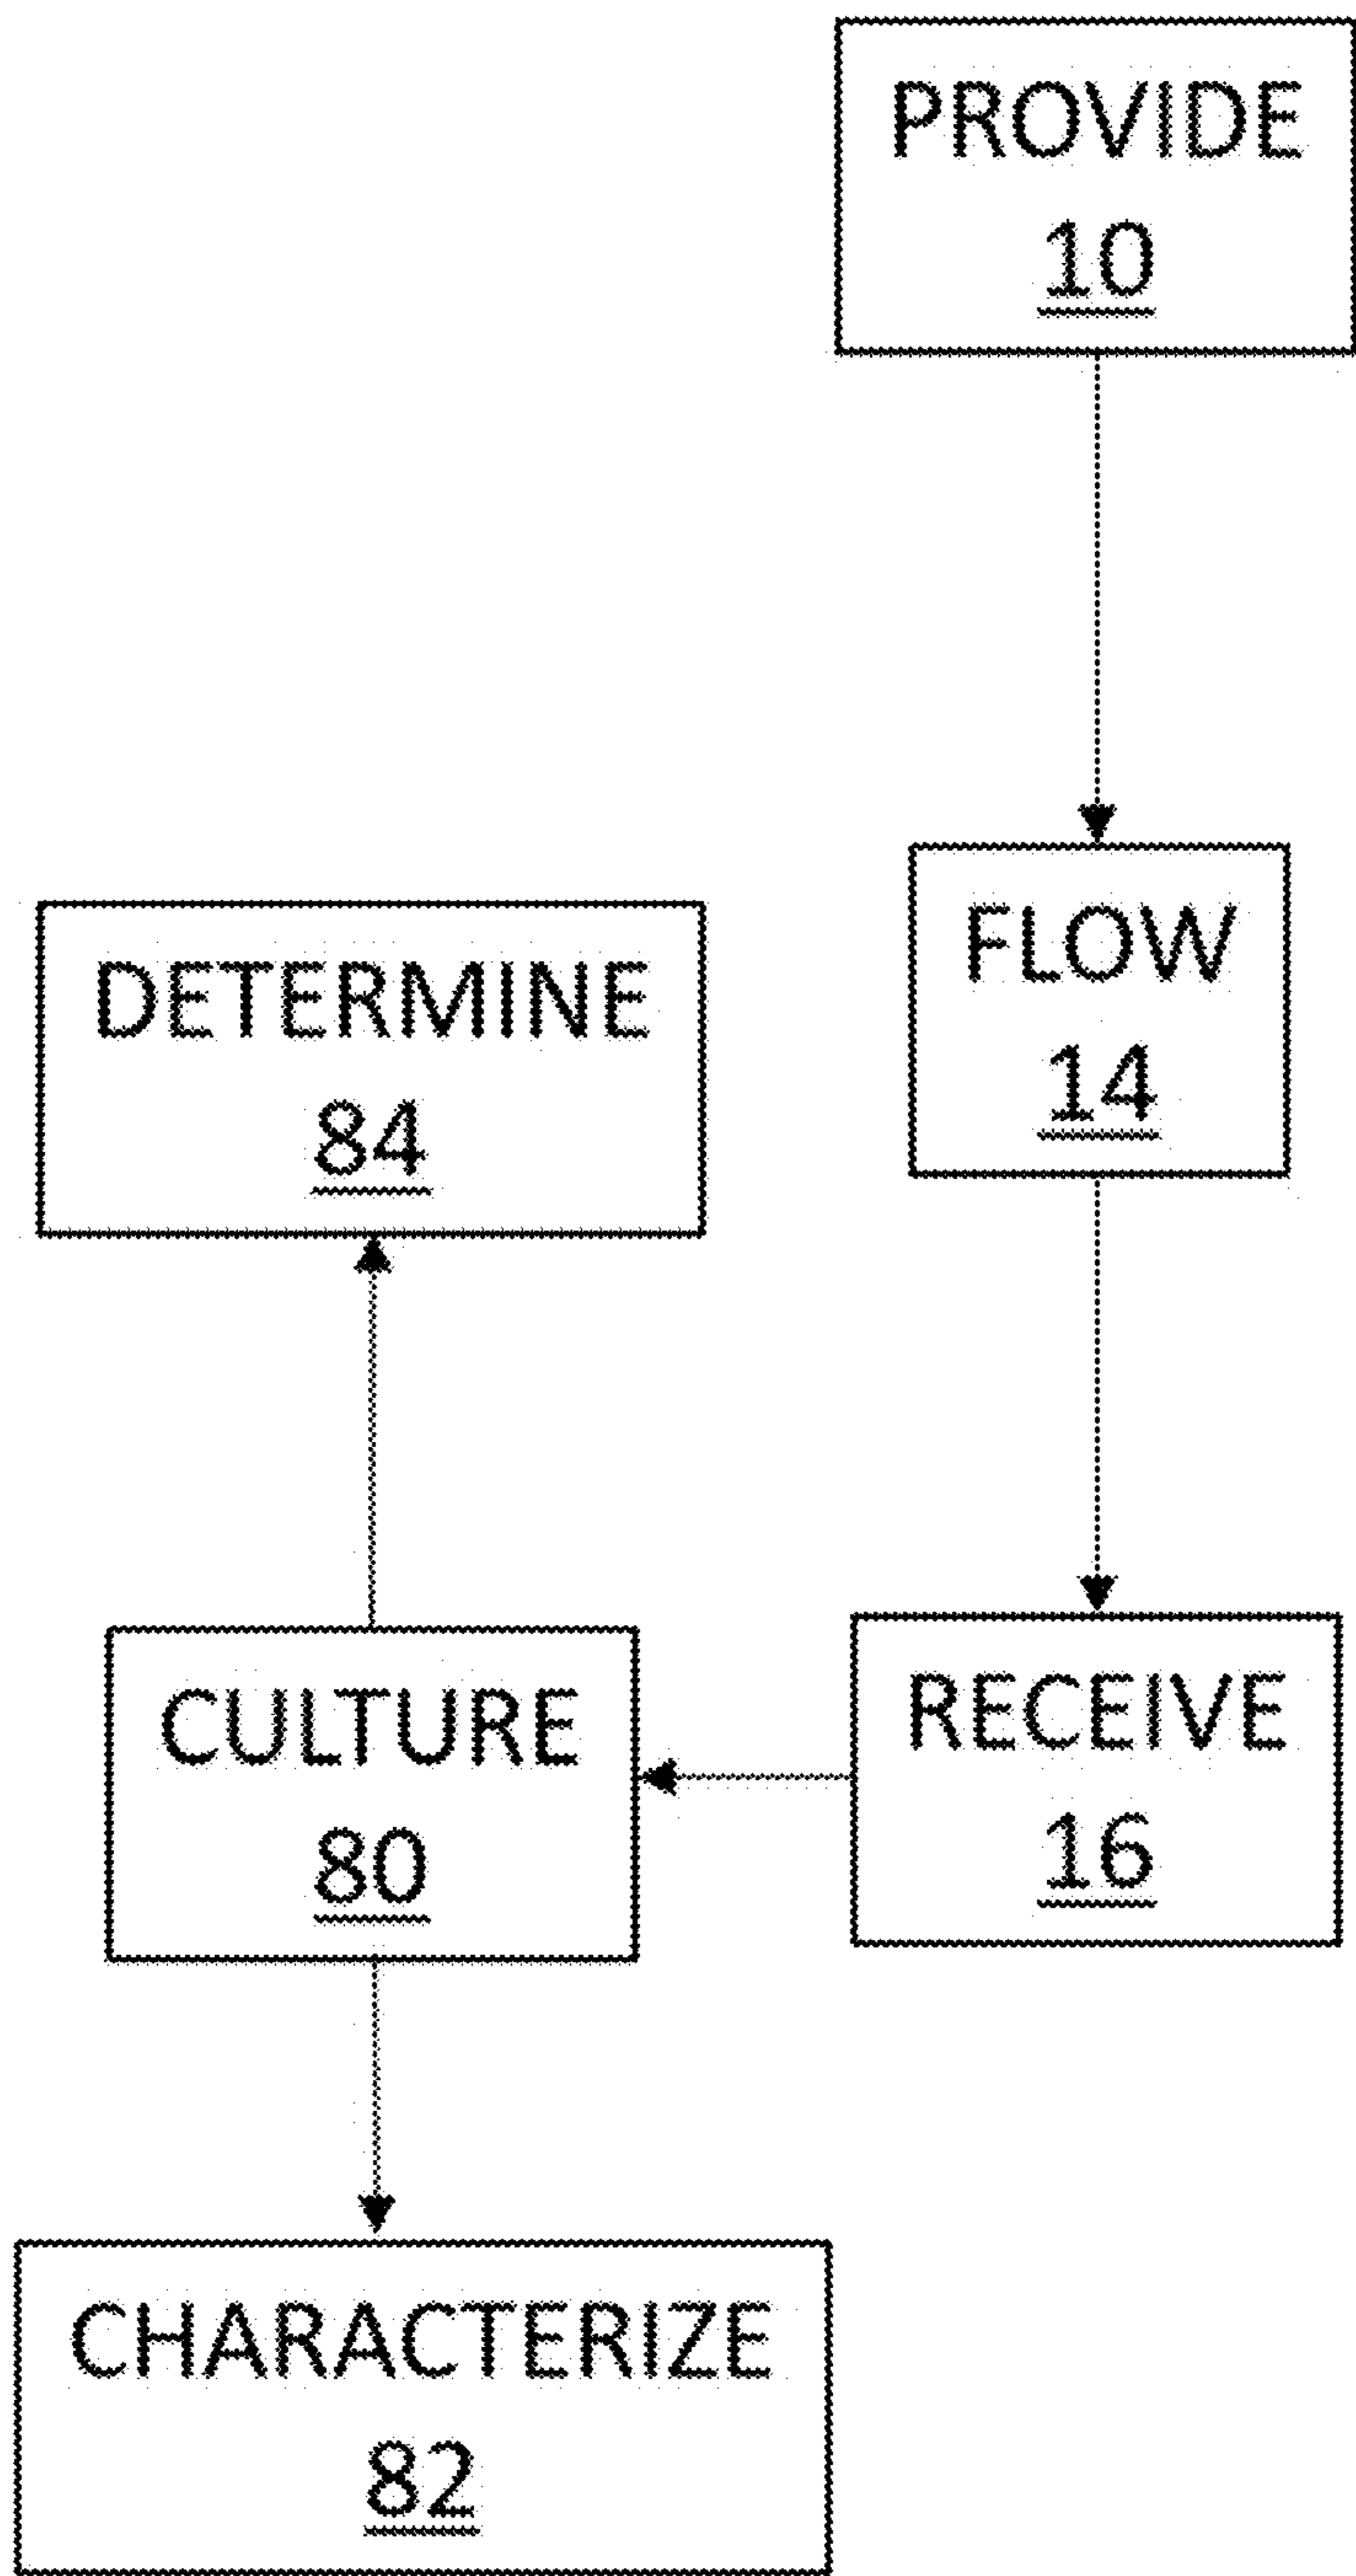 PROVIDE
10
FLOW
14
DETERMINE
84
CULTURE
80
RECEIVE
16
CHARACTERIZE
82